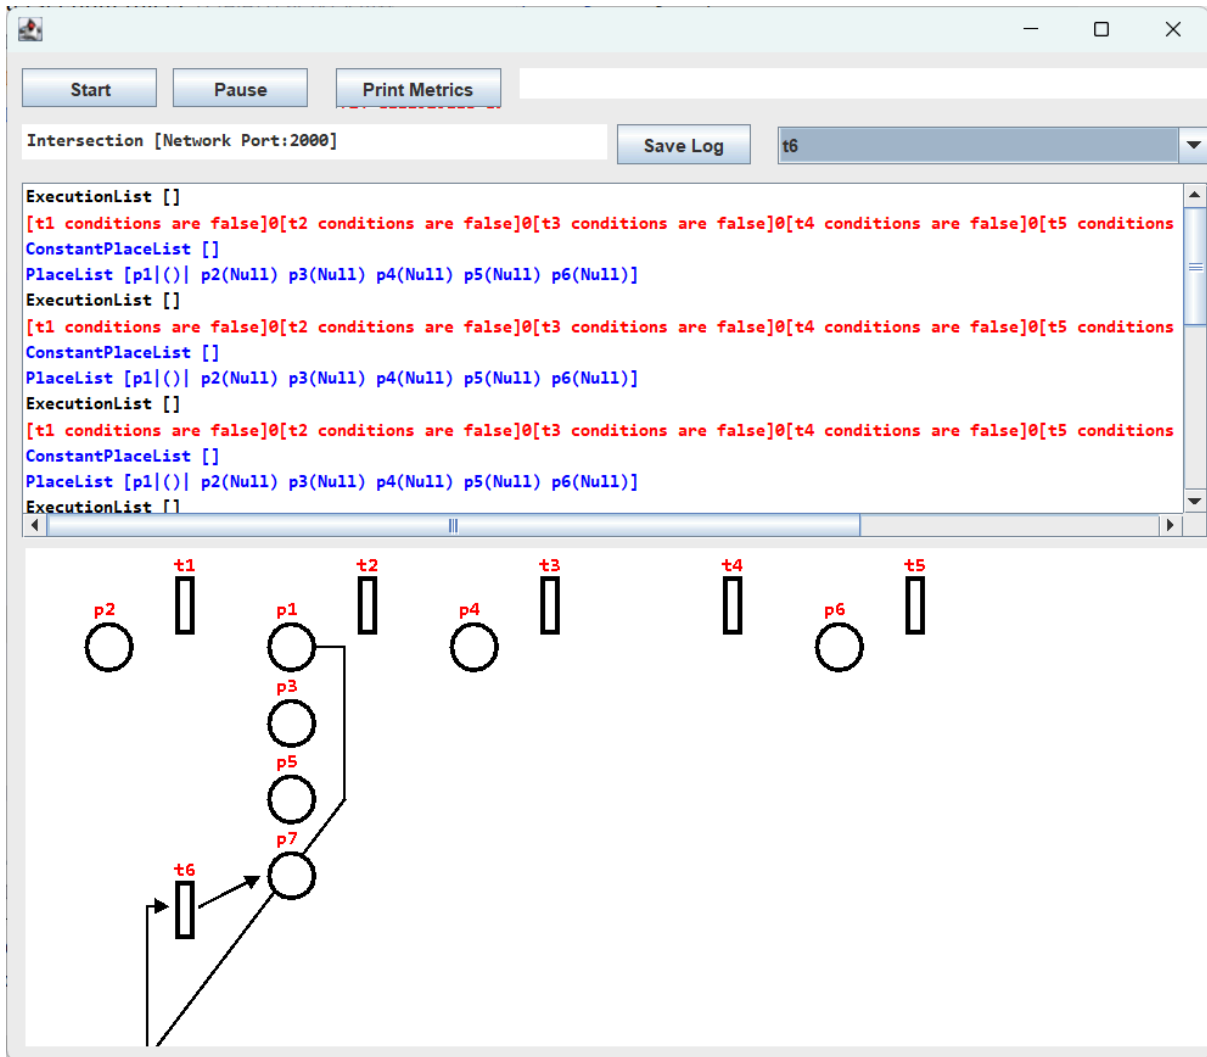 Start Pause Print Metrics
Intersection [Network Port:2000] Save Log t6
ExecutionList []
[t1 conditions are false]0[t2 conditions are false]0[t3 conditions are false]0[t4 conditions are false]0[t5 conditions
ConstantPlaceList []
PlaceList [p1|()| p2(Null) p3(Null) p4(Null) p5(Null) p6(Null)]
ExecutionList []
[t1 conditions are false]0[t2 conditions are false]0[t3 conditions are false]0[t4 conditions are false]0[t5 conditions
ConstantPlaceList []
PlaceList [p1|()| p2(Null) p3(Null) p4(Null) p5(Null) p6(Null)]
ExecutionList []
[t1 conditions are false]0[t2 conditions are false]0[t3 conditions are false]0[t4 conditions are false]0[t5 conditions
ConstantPlaceList []
PlaceList [p1|()| p2(Null) p3(Null) p4(Null) p5(Null) p6(Null)]
ExecutionList []
t1 t2 t3 t4 t5
p2 p1 p4 p6
p3
p5
p7
t6